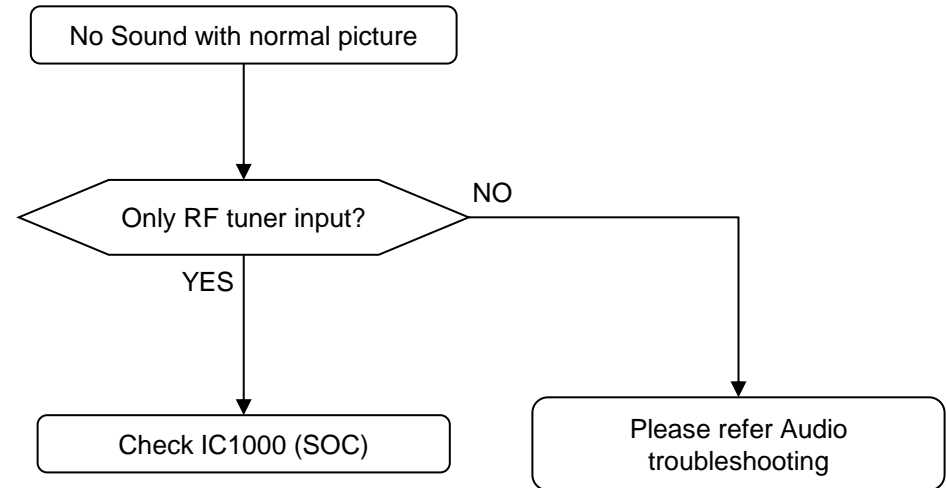 No Sound with normal picture
Only RF tuner input?
NO
YES
Check IC1000 (SOC)
Please refer Audio
troubleshooting